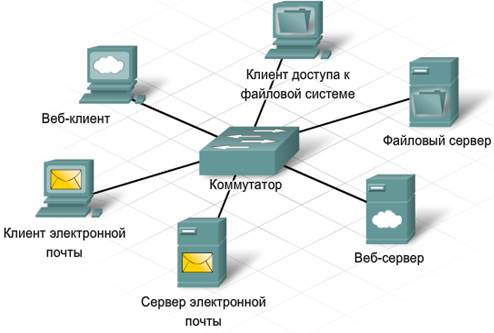 Клиент доступа к
файловой системе
Веб-клиент
Файловый сервер
Коммутатор
Клиент электронной
почты
Веб-сервер
Сервер электронной
почты